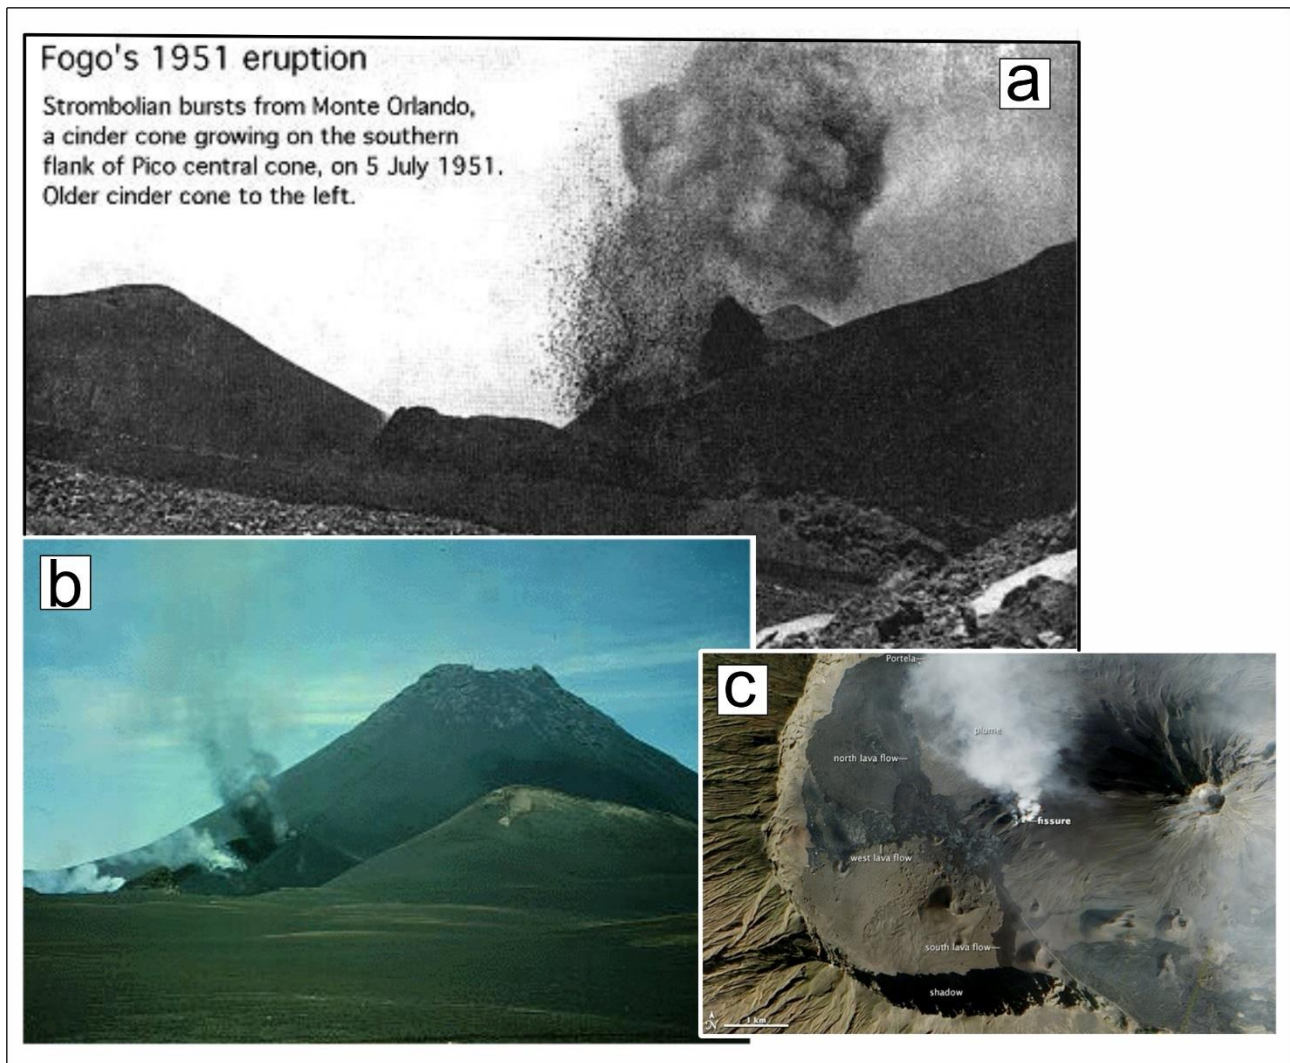 Fogo's 1951 eruption
a
Strombolian bursts from Monte Orlando,
a cinder cone growing on the southern
flank of Pico central cone, on 5 July 1951.
Older cinder cone to the left.
b
c
Portela
plume
north lava flow
fissure
west lava flow
south lava flow
shadow
N
1 km